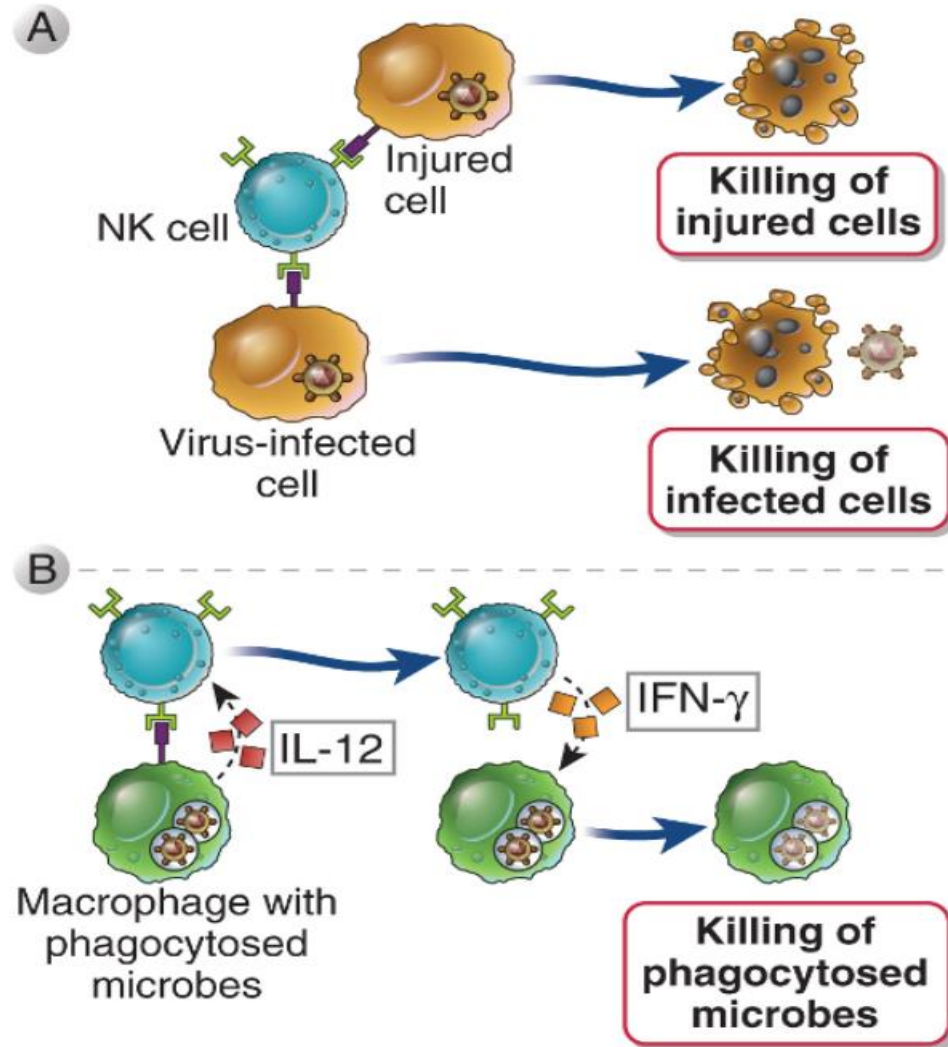 A
Injured
cell
NK cell
Killing of
injured cells
Virus-infected
cell
Killing of
infected cells
B
IL-12
IFN-γ
Macrophage with
phagocytosed
microbes
Killing of
phagocytosed
microbes